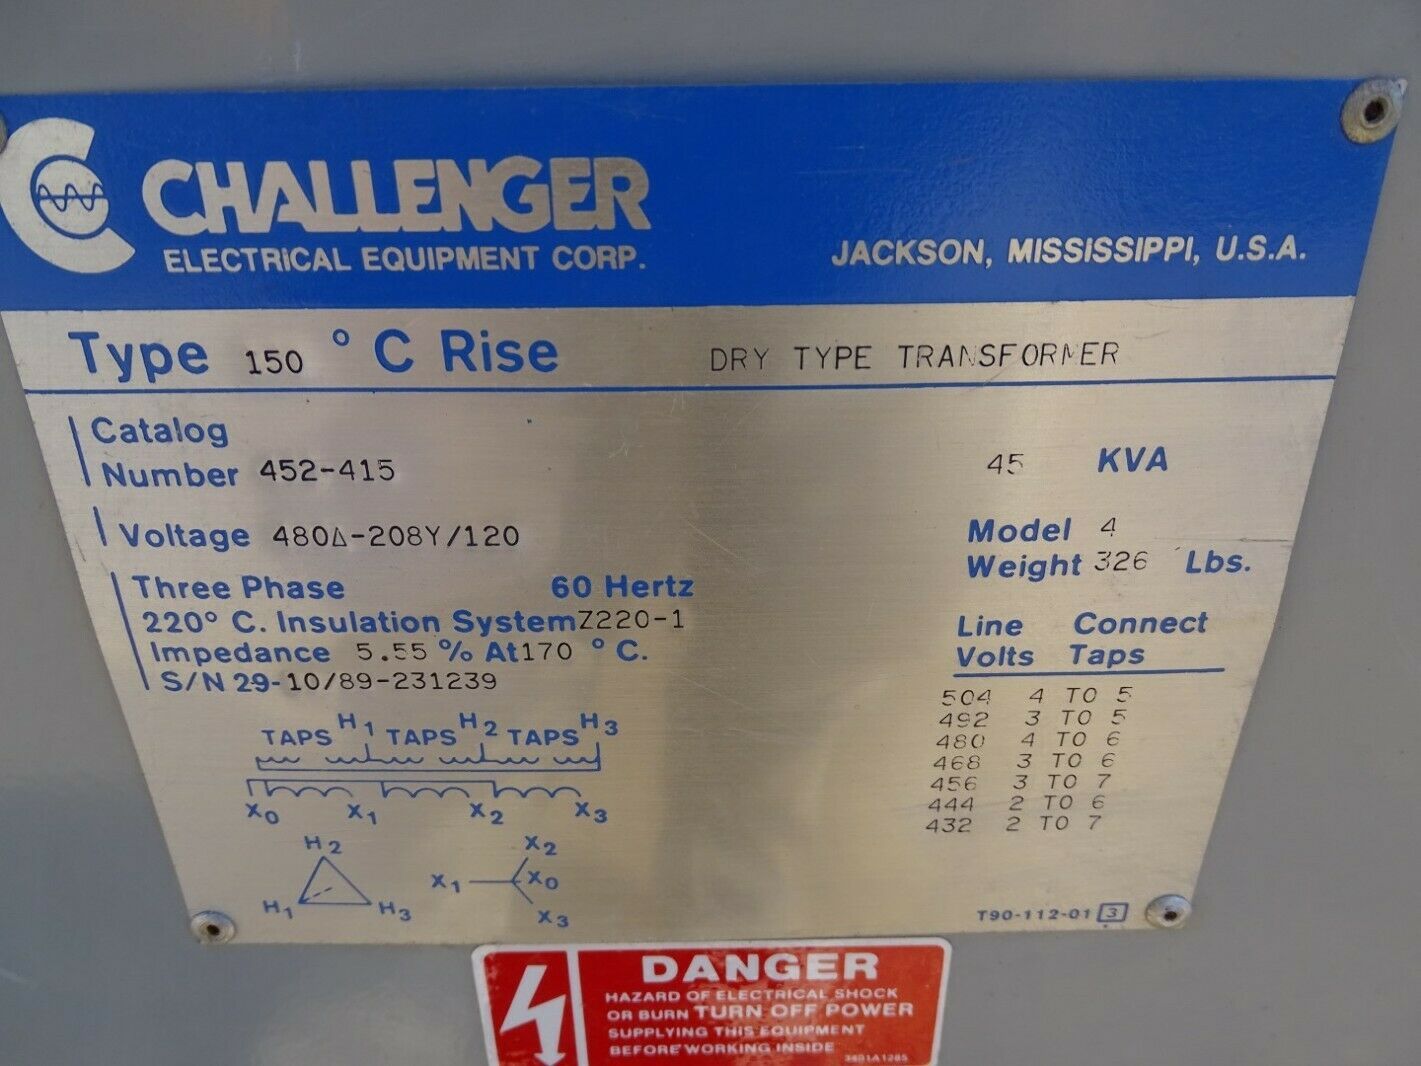 CHALLENGER
ELECTRICAL EQUIPMENT CORP.
JACKSON, MISSISSIPPI, U.S.A.
Type 150 °C Rise DRY TYPE TRANSFORMER
Catalog
Number 452-415 45 KVA
Voltage 480Δ-208Y/120 Model 4
Weight 326 Lbs.
Three Phase 60 Hertz
220° C. Insulation System Z220-1
Impedance 5.55 % At 170 °C.
S/N 29-10/89-231239
Line Connect
Volts Taps
504 4 TO 5
492 3 TO 5
480 4 TO 6
468 3 TO 6
456 3 TO 7
444 2 TO 6
432 2 TO 7
TAPS H1 TAPS H2 TAPS H3
X0 X1 X2 X3
H2
H1 H3
X2
X1 X0
X3
T90-112-01 3
DANGER
HAZARD OF ELECTRICAL SHOCK
OR BURN TURN OFF POWER
SUPPLYING THIS EQUIPMENT
BEFORE WORKING INSIDE
3601A1285